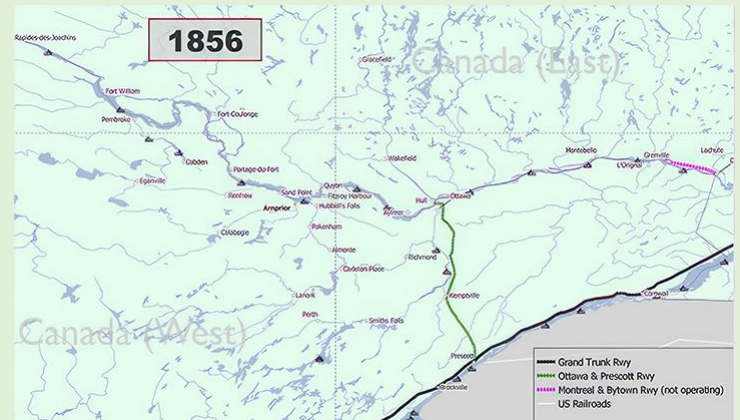 1856
Canada (East)
Rapides-des-Joachins
Gracefield
Fort William
Pembroke
Fort Coulonge
Cobden
Wakefield
Montebello
Grenville
L'Orignal
Lachute
Eganville
Portage-du-Fort
Renfrew
Sand Point
Quyon
Fitzroy Harbour
Arnprior
Hubbell's Falls
Aylmer
Hull
Ottawa
Calabogie
Pakenham
Almonte
Richmond
Carleton Place
Lanark
Kemptville
Perth
Smiths Falls
Cornwall
Canada (West)
Prescott
Brockville
Grand Trunk Rwy
Ottawa & Prescott Rwy
Montreal & Bytown Rwy (not operating)
US Railroads